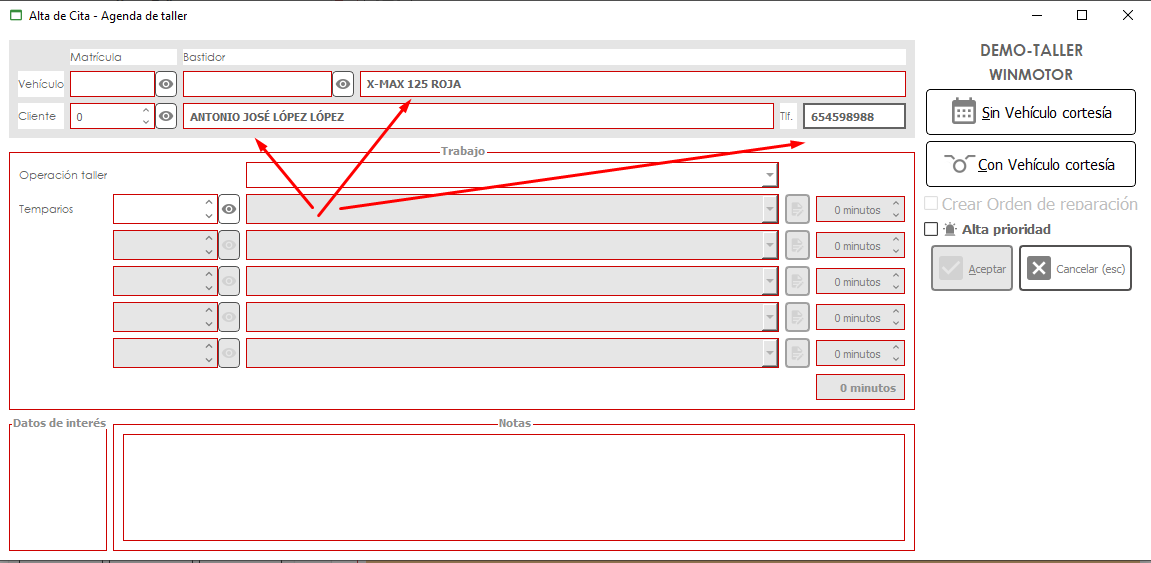 Alta de Cita - Agenda de taller
Matrícula Bastidor
Vehículo X-MAX 125 ROJA
Cliente 0 ANTONIO JOSÉ LÓPEZ LÓPEZ Tlf. 654598988
Trabajo
Operación taller
Temparios 0 minutos
0 minutos
0 minutos
0 minutos
0 minutos
0 minutos
Datos de interés
Notas
DEMO-TALLER
WINMOTOR
Sin Vehículo cortesía
Con Vehículo cortesía
Crear Orden de reparación
Alta prioridad
Aceptar Cancelar (esc)